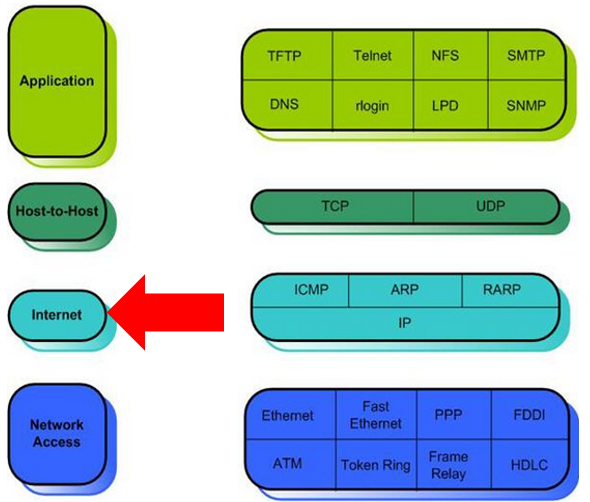 Application
TFTP Telnet NFS SMTP
DNS rlogin LPD SNMP
Host-to-Host
TCP UDP
Internet
ICMP ARP RARP
IP
Network
Access
Ethernet Fast
Ethernet PPP FDDI
ATM Token Ring Frame
Relay HDLC